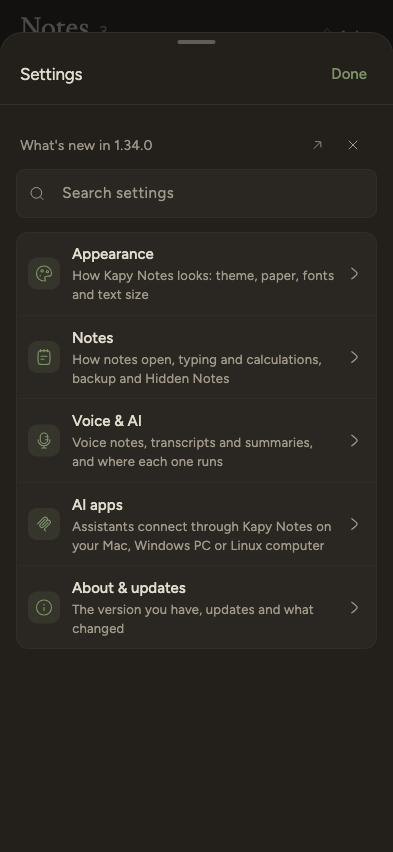 Notes 3
Settings
Done
What's new in 1.34.0
Search settings
Appearance
How Kapy Notes looks: theme, paper, fonts
and text size
Notes
How notes open, typing and calculations,
backup and Hidden Notes
Voice & AI
Voice notes, transcripts and summaries,
and where each one runs
AI apps
Assistants connect through Kapy Notes on
your Mac, Windows PC or Linux computer
About & updates
The version you have, updates and what
changed